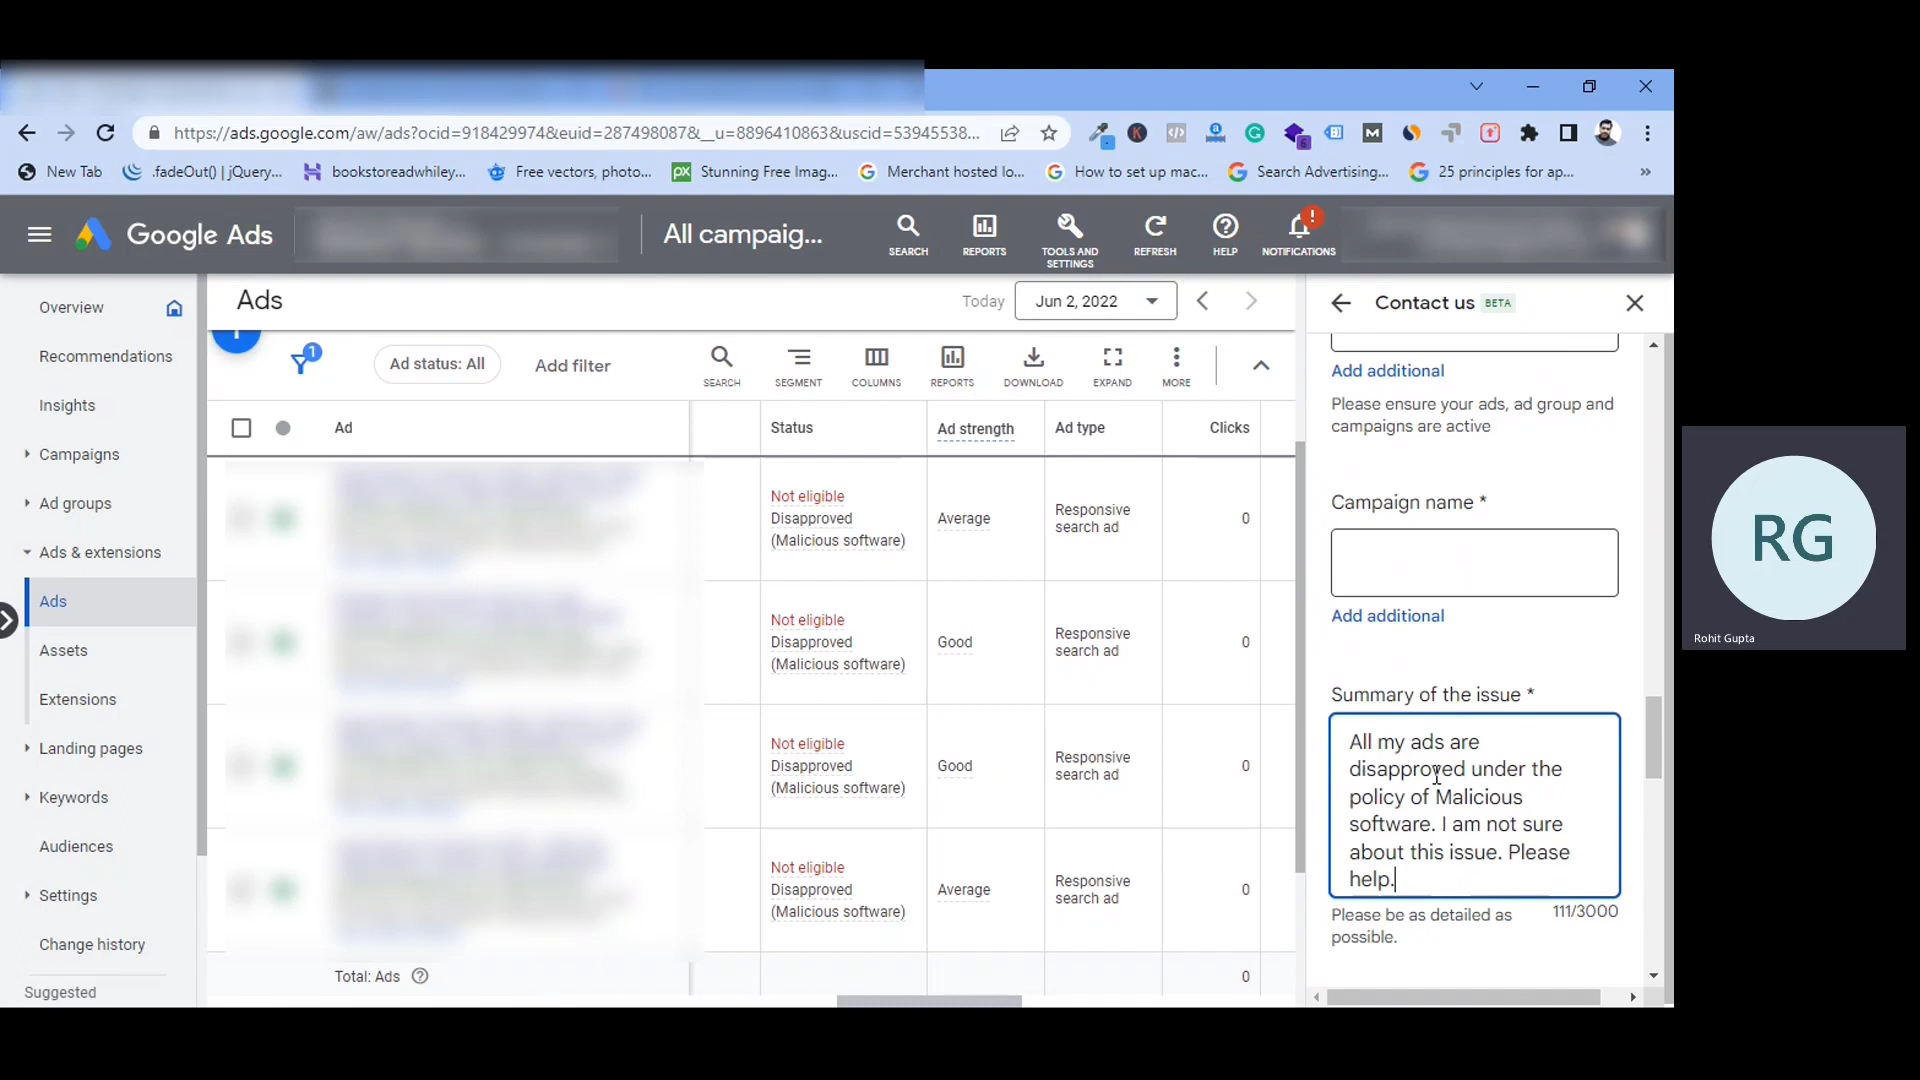 https://ads.google.com/aw/ads?ocid=918429974&euid=287498087&__u=8896410863&uscid=53945538...
New Tab
.fadeOut() | jQuery...
bookstoreadwhiley...
Free vectors, photo...
Stunning Free Imag...
Merchant hosted lo...
How to set up mac...
Search Advertising...
25 principles for ap...
»
Google Ads
All campaig...
SEARCH
REPORTS
TOOLS AND
SETTINGS
REFRESH
HELP
NOTIFICATIONS
Overview
Recommendations
Insights
Campaigns
Ad groups
Ads & extensions
Ads
Assets
Extensions
Landing pages
Keywords
Audiences
Settings
Change history
Suggested
Ads
Today
Jun 2, 2022
1
Ad status: All
Add filter
SEARCH
SEGMENT
COLUMNS
REPORTS
DOWNLOAD
EXPAND
MORE
Ad
Status
Ad strength
Ad type
Clicks
Not eligible
Disapproved
(Malicious software)
Average
Responsive
search ad
0
Not eligible
Disapproved
(Malicious software)
Good
Responsive
search ad
0
Not eligible
Disapproved
(Malicious software)
Good
Responsive
search ad
0
Not eligible
Disapproved
(Malicious software)
Average
Responsive
search ad
0
Total: Ads
0
Contact us BETA
Add additional
Please ensure your ads, ad group and
campaigns are active
Campaign name *
Add additional
Summary of the issue *
All my ads are
disapproved under the
policy of Malicious
software. I am not sure
about this issue. Please
help.
Please be as detailed as
possible.
111/3000
RG
Rohit Gupta